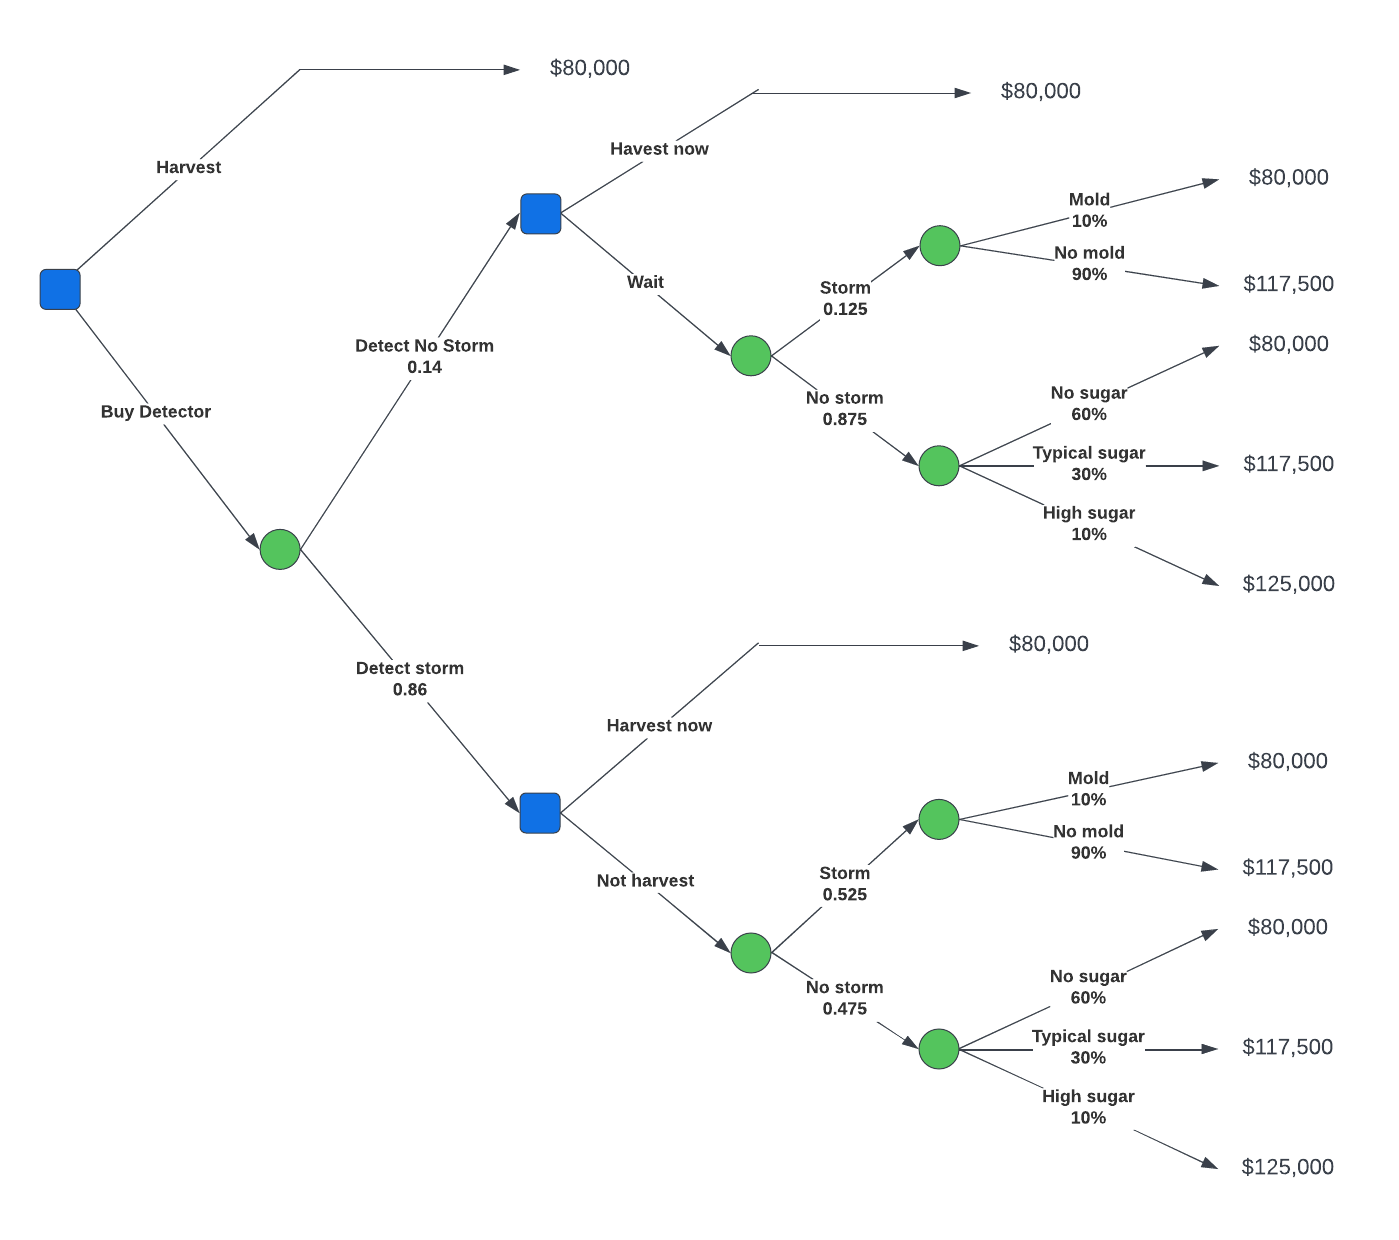 $80,000
Harvest
Buy Detector
Detect No Storm
0.14
Detect storm
0.86
Havest now
$80,000
Wait
Storm
0.125
Mold
10%
$80,000
No mold
90%
$117,500
No storm
0.875
No sugar
60%
$80,000
Typical sugar
30%
$117,500
High sugar
10%
$125,000
Harvest now
$80,000
Not harvest
Storm
0.525
Mold
10%
$80,000
No mold
90%
$117,500
No storm
0.475
No sugar
60%
$80,000
Typical sugar
30%
$117,500
High sugar
10%
$125,000